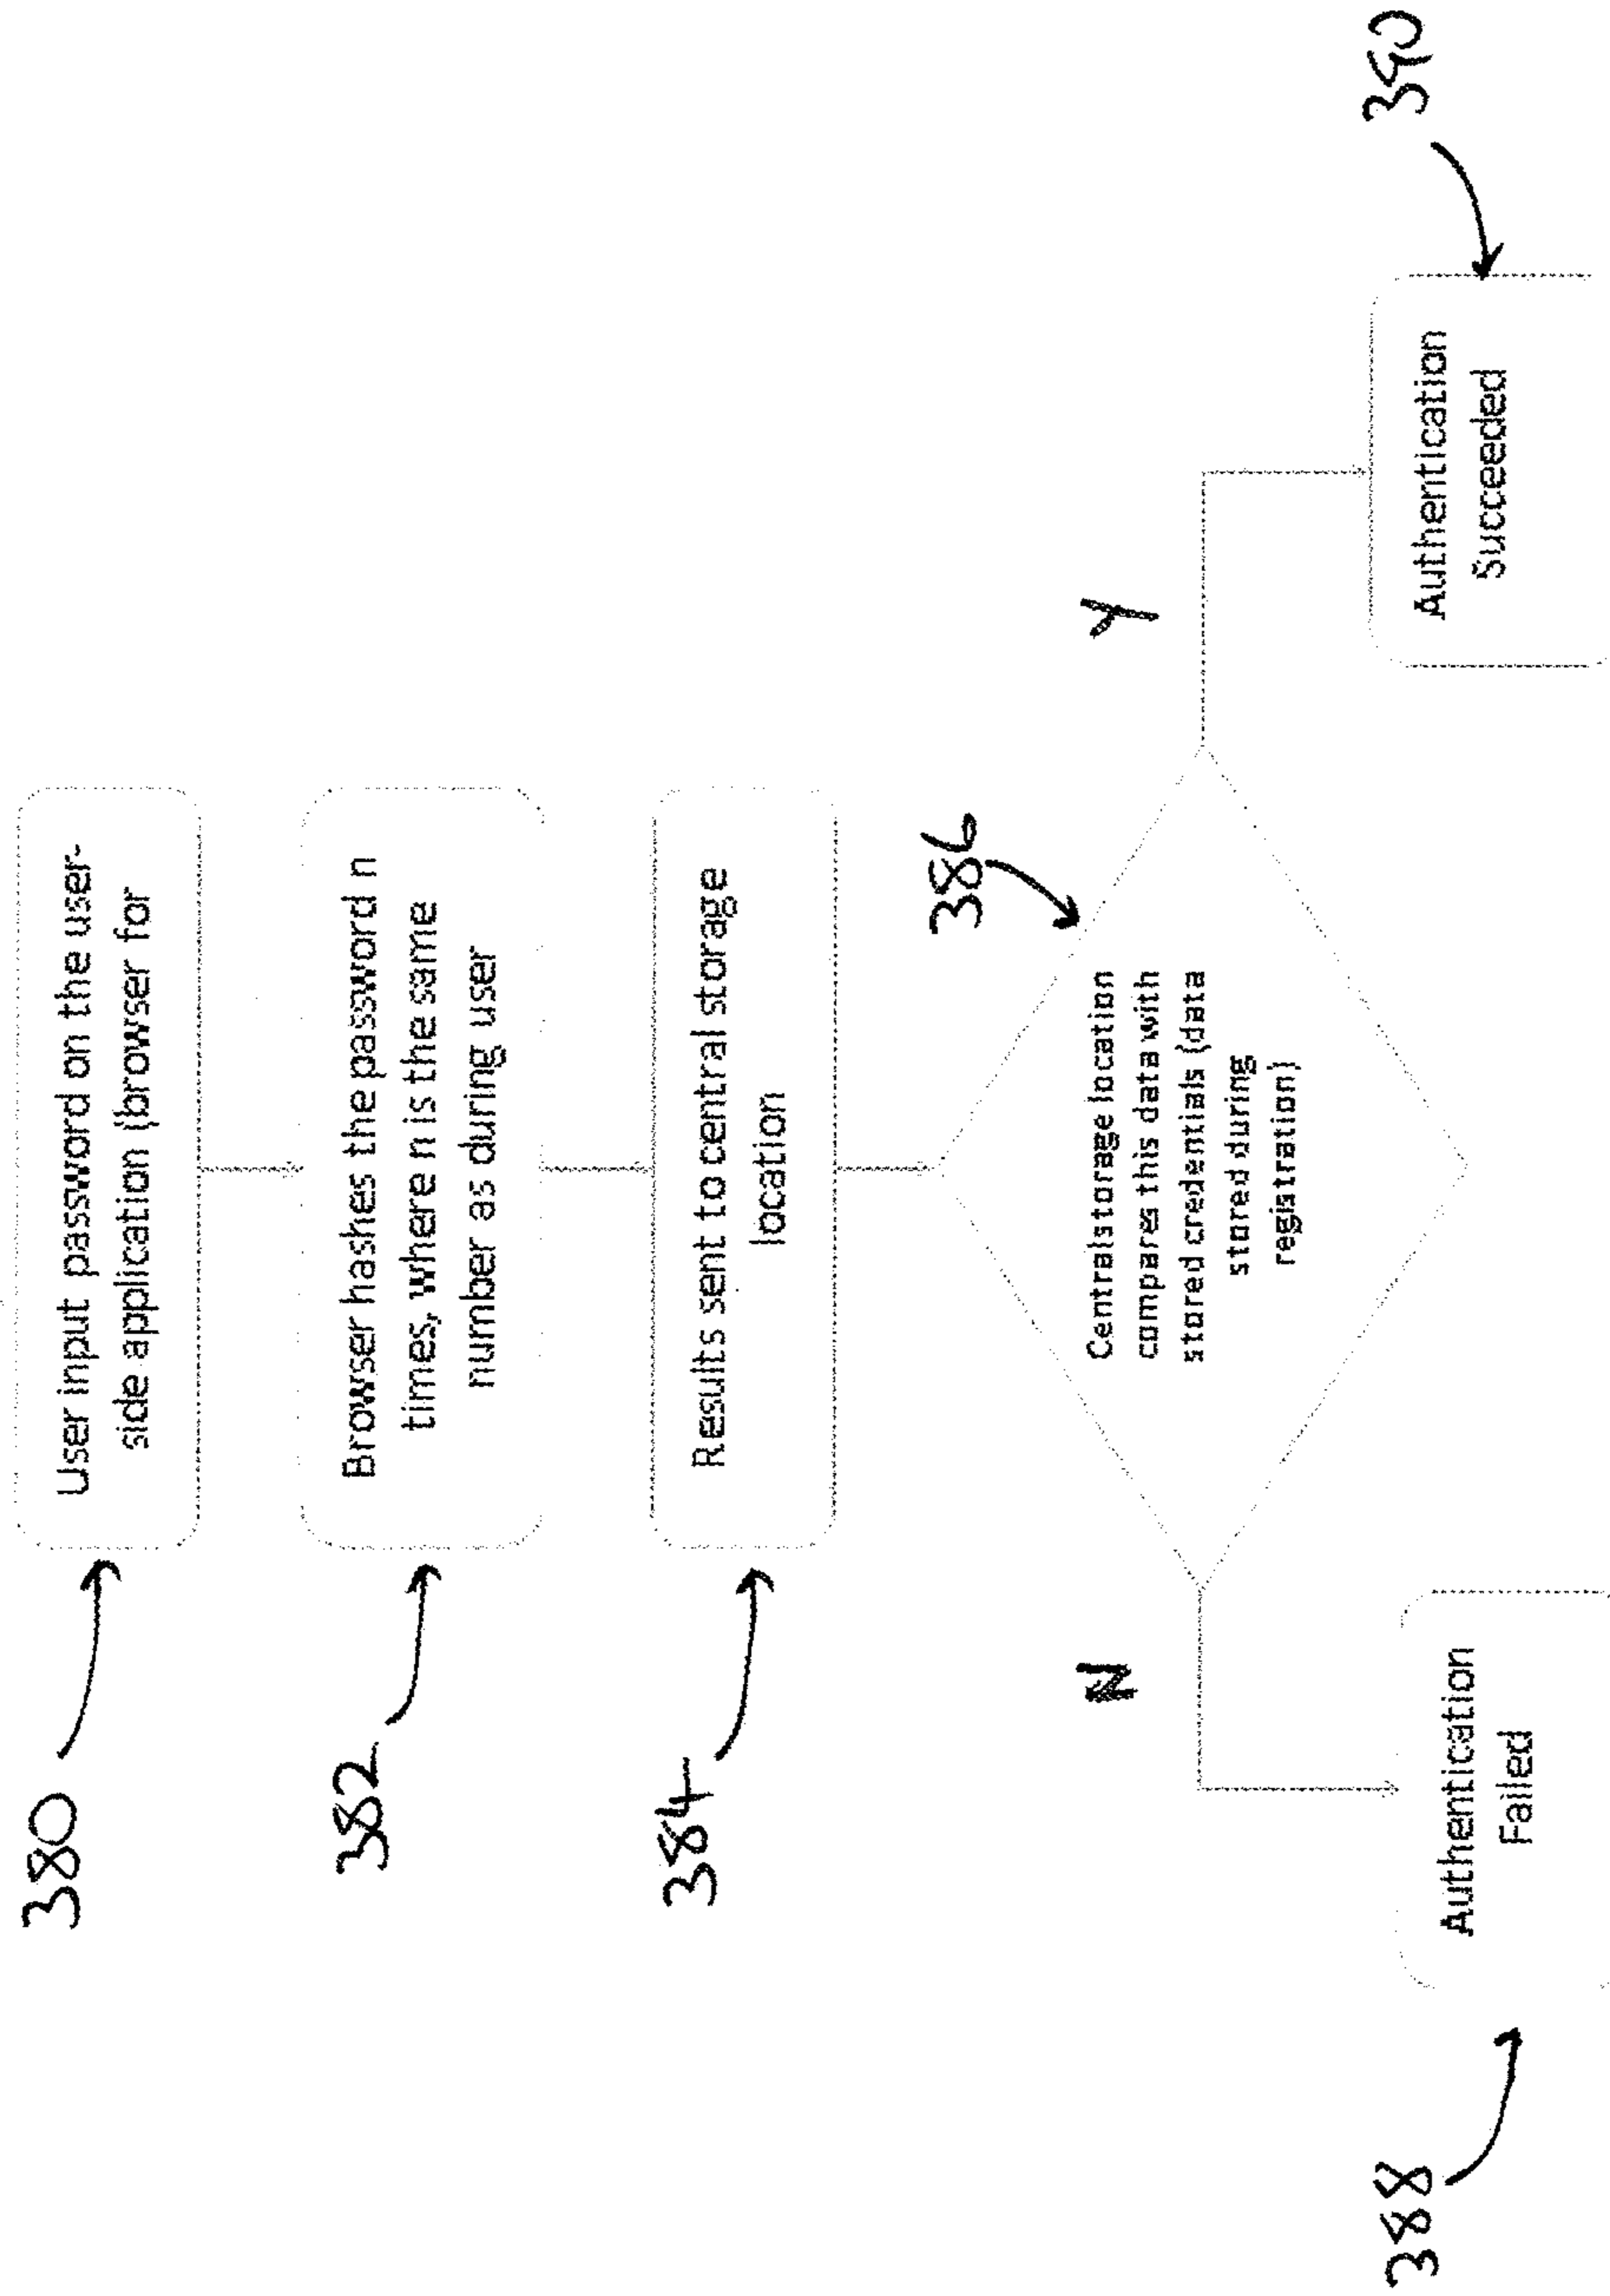 380
User input password on the user-
side application (browser for
382
Browser hashes the password n
times, where n is the same
number as during user
384
Results sent to central storage
location
386
Central storage location
compares this data with
stored credentials (data
stored during
registration)
N
Y
388
Authentication
Failed
390
Authentication
Succeeded